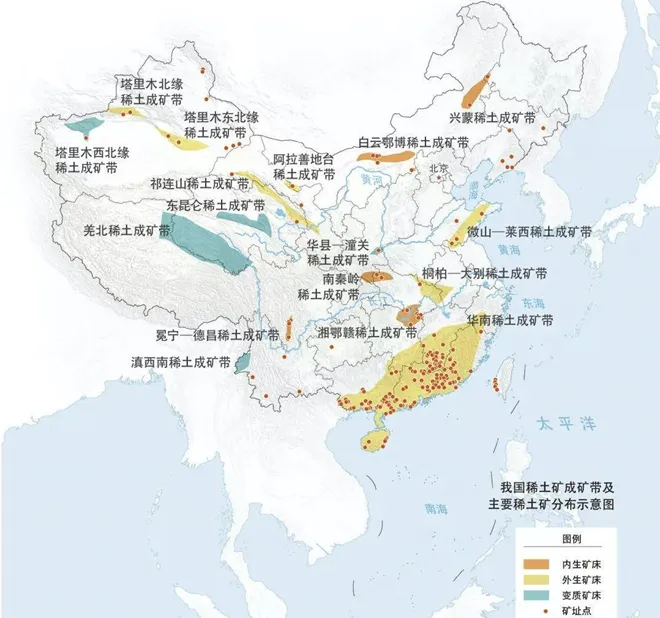 塔里木北缘
稀土成矿带
塔里木东北缘
稀土成矿带
兴蒙稀土成矿带
白云鄂博稀土成矿带
塔里木西北缘
稀土成矿带
阿拉善地台
稀土成矿带
北京
黄河
渤海
祁连山稀土成矿带
东昆仑稀土成矿带
羌北稀土成矿带
微山—莱西稀土成矿带
华县—潼关
稀土成矿带
黄海
南秦岭
稀土成矿带
桐柏—大别稀土成矿带
长江
东海
冕宁—德昌稀土成矿带
湘鄂赣稀土成矿带
华南稀土成矿带
滇西南稀土成矿带
太平洋
南海
我国稀土矿成矿带及
主要稀土矿分布示意图
图例
内生矿床
外生矿床
变质矿床
矿址点